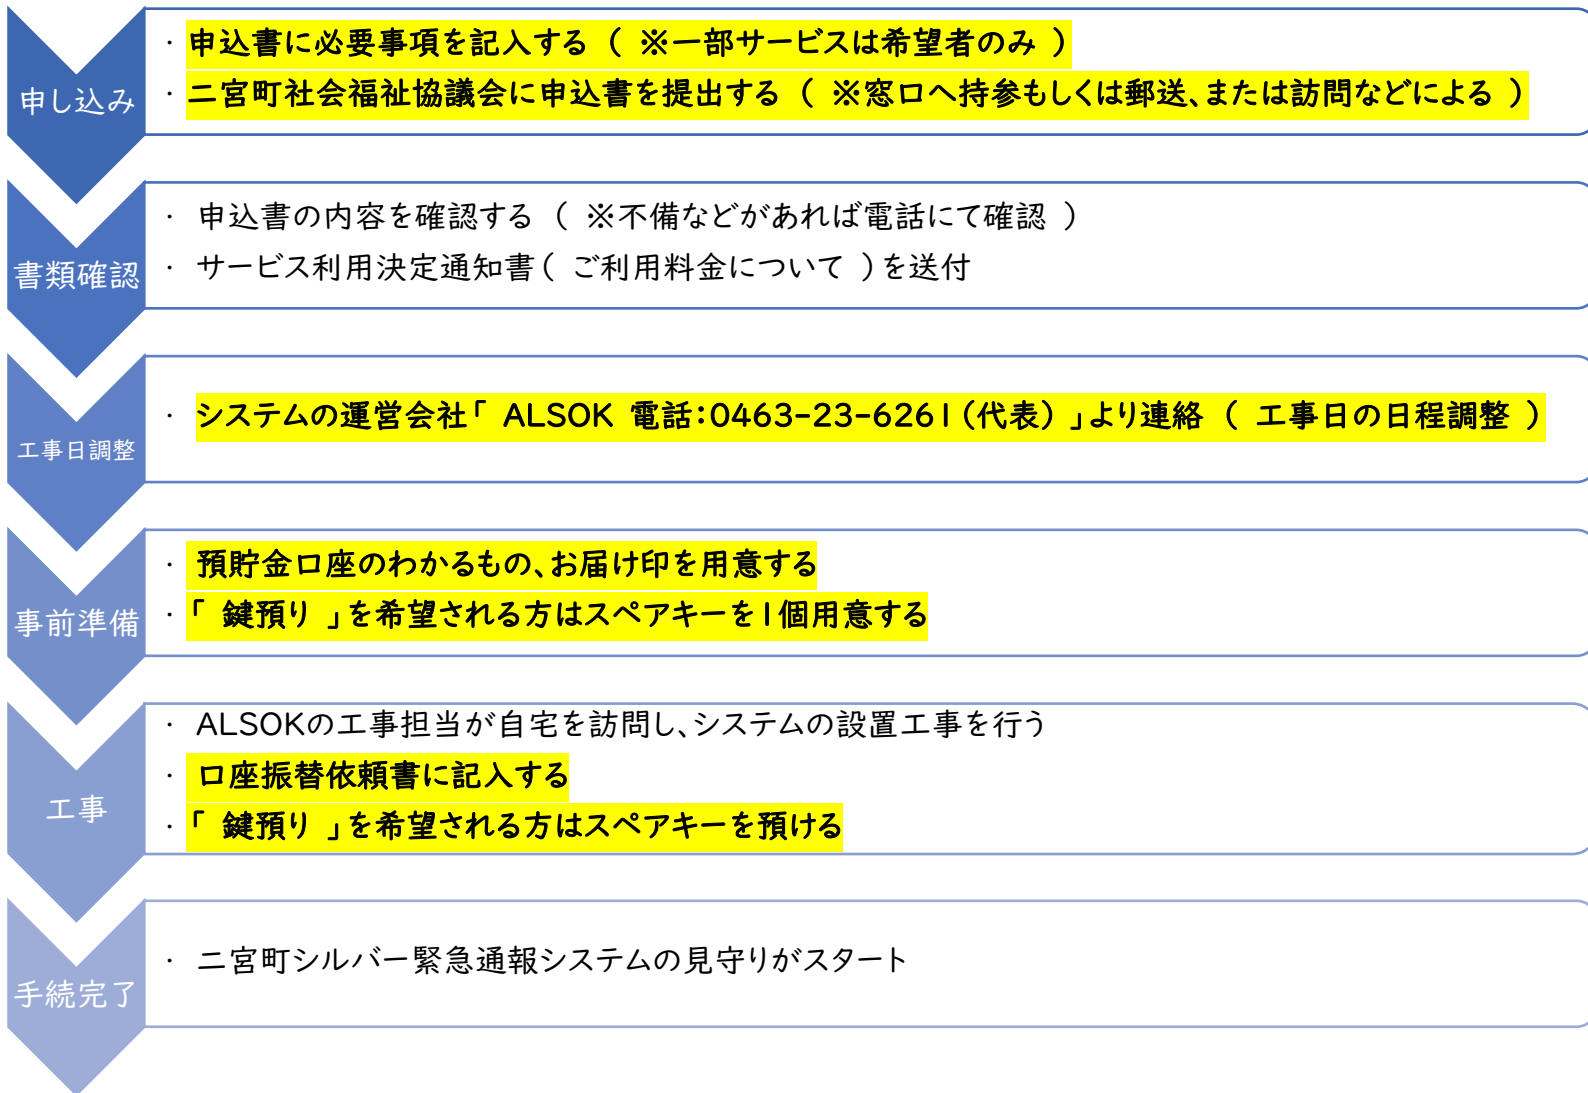 申し込み
・申込書に必要事項を記入する（ ※一部サービスは希望者のみ ）
・二宮町社会福祉協議会に申込書を提出する（ ※窓口へ持参もしくは郵送、または訪問などによる ）
書類確認
・ 申込書の内容を確認する（ ※不備などがあれば電話にて確認 ）
・ サービス利用決定通知書（ ご利用料金について ）を送付
工事日調整
・ システムの運営会社「 ALSOK 電話：0463-23-6261（代表） 」より連絡（ 工事日の日程調整 ）
事前準備
・ 預貯金口座のわかるもの、お届け印を用意する
・「 鍵預り 」を希望される方はスペアキーを1個用意する
工事
・ ALSOKの工事担当が自宅を訪問し、システムの設置工事を行う
・ 口座振替依頼書に記入する
・「 鍵預り 」を希望される方はスペアキーを預ける
手続完了
・ 二宮町シルバー緊急通報システムの見守りがスタート